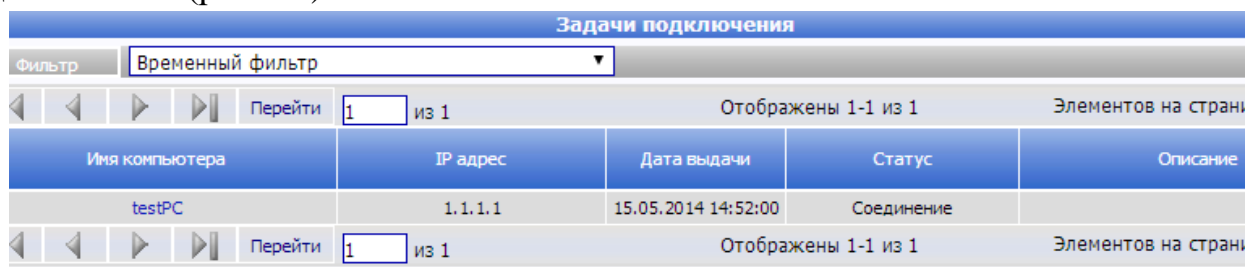 Задачи подключения
Фильтр Временный фильтр
Перейти 1 из 1 Отображены 1-1 из 1 Элементов на страни
Имя компьютера IP адрес Дата выдачи Статус Описание
testPC 1.1.1.1 15.05.2014 14:52:00 Соединение
Перейти 1 из 1 Отображены 1-1 из 1 Элементов на страни